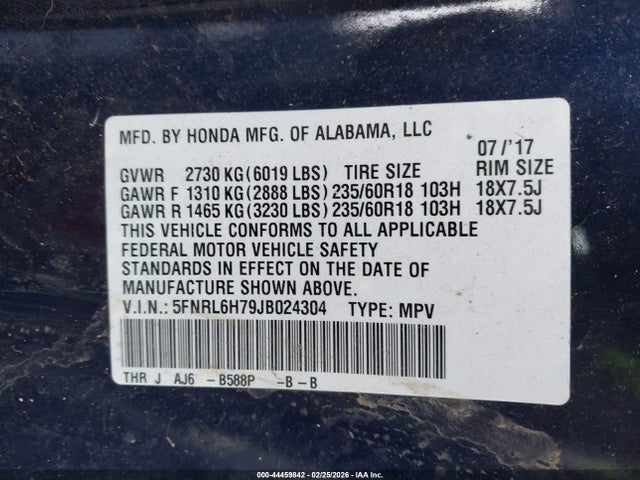 MFD. BY HONDA MFG. OF ALABAMA, LLC 07/'17
GVWR 2730 KG (6019 LBS) TIRE SIZE RIM SIZE
GAWR F 1310 KG (2888 LBS) 235/60R18 103H 18X7.5J
GAWR R 1465 KG (3230 LBS) 235/60R18 103H 18X7.5J
THIS VEHICLE CONFORMS TO ALL APPLICABLE
FEDERAL MOTOR VEHICLE SAFETY
STANDARDS IN EFFECT ON THE DATE OF
MANUFACTURE SHOWN ABOVE.
V.I.N.: 5FNRL6H79JB024304 TYPE: MPV
THR J AJ6 -B588P -B-B
000-44459842 - 02/25/2026 - IAA Inc.